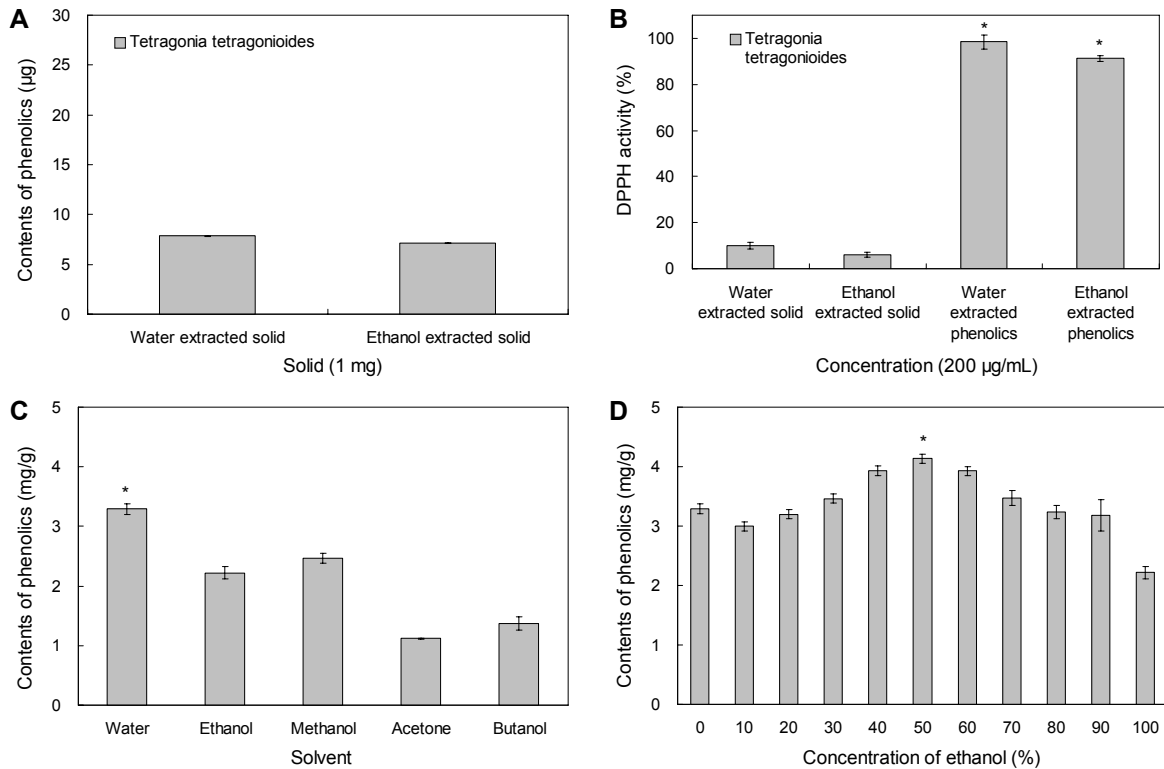 A
Contents of phenolics (µg)
30
25
20
15
10
5
0
Tetragonia tetragonioides
Water extracted solid
Ethanol extracted solid
Solid (1 mg)
B
DPPH activity (%)
100
80
60
40
20
0
Tetragonia
tetragonioides
*
*
Water
extracted solid
Ethanol
extracted solid
Water
extracted
phenolics
Ethanol
extracted
phenolics
Concentration (200 µg/mL)
C
Contents of phenolics (mg/g)
5
4
3
2
1
0
*
Water
Ethanol
Methanol
Acetone
Butanol
Solvent
D
Contents of phenolics (mg/g)
5
4
3
2
1
0
*
0 10 20 30 40 50 60 70 80 90 100
Concentration of ethanol (%)